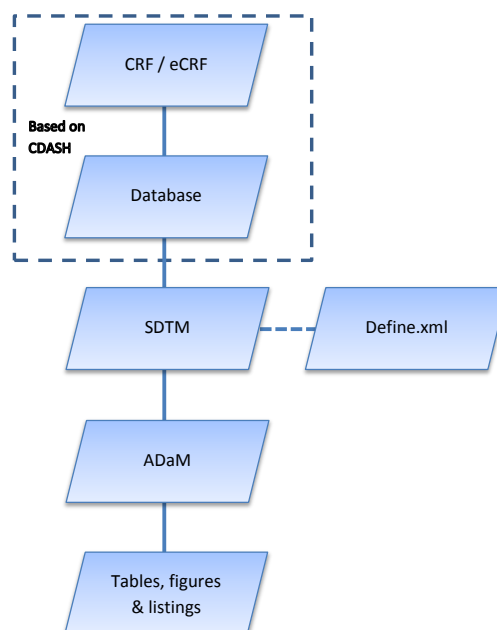 CRF / eCRF
Based on
CDASH
Database
SDTM
Define.xml
ADaM
Tables, figures
& listings